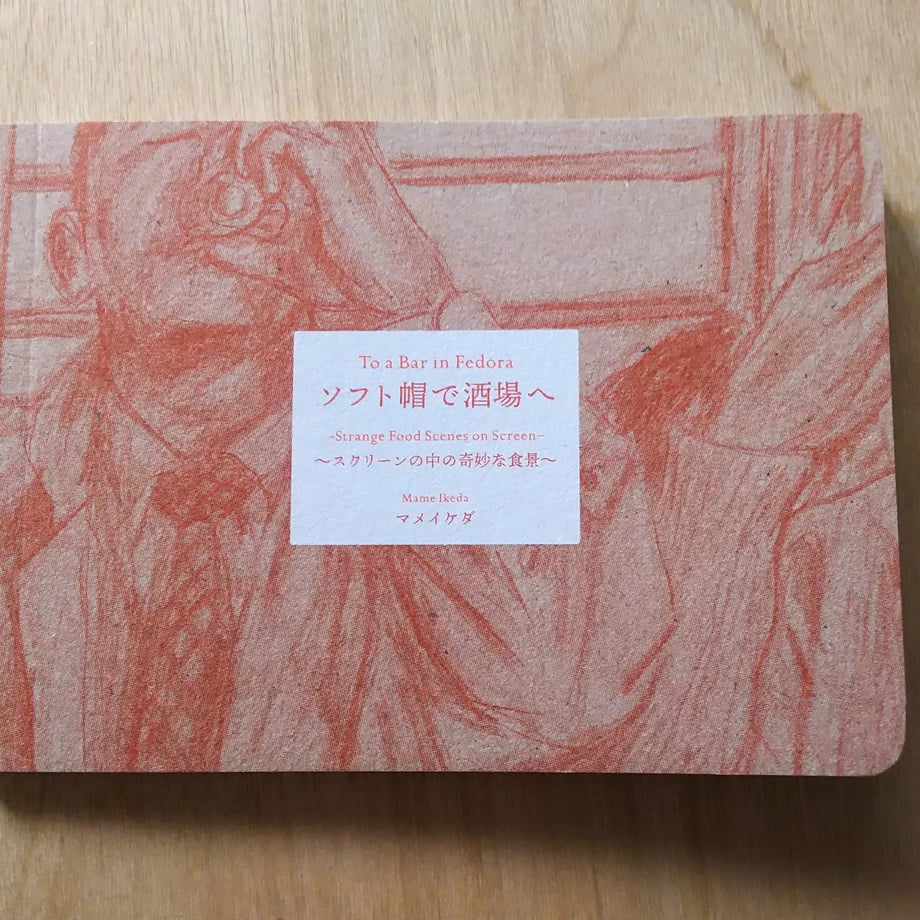 To a Bar in Fedora
ソフト帽で酒場へ
–Strange Food Scenes on Screen–
〜スクリーンの中の奇妙な食景〜
Mame Ikeda
マメイケダ